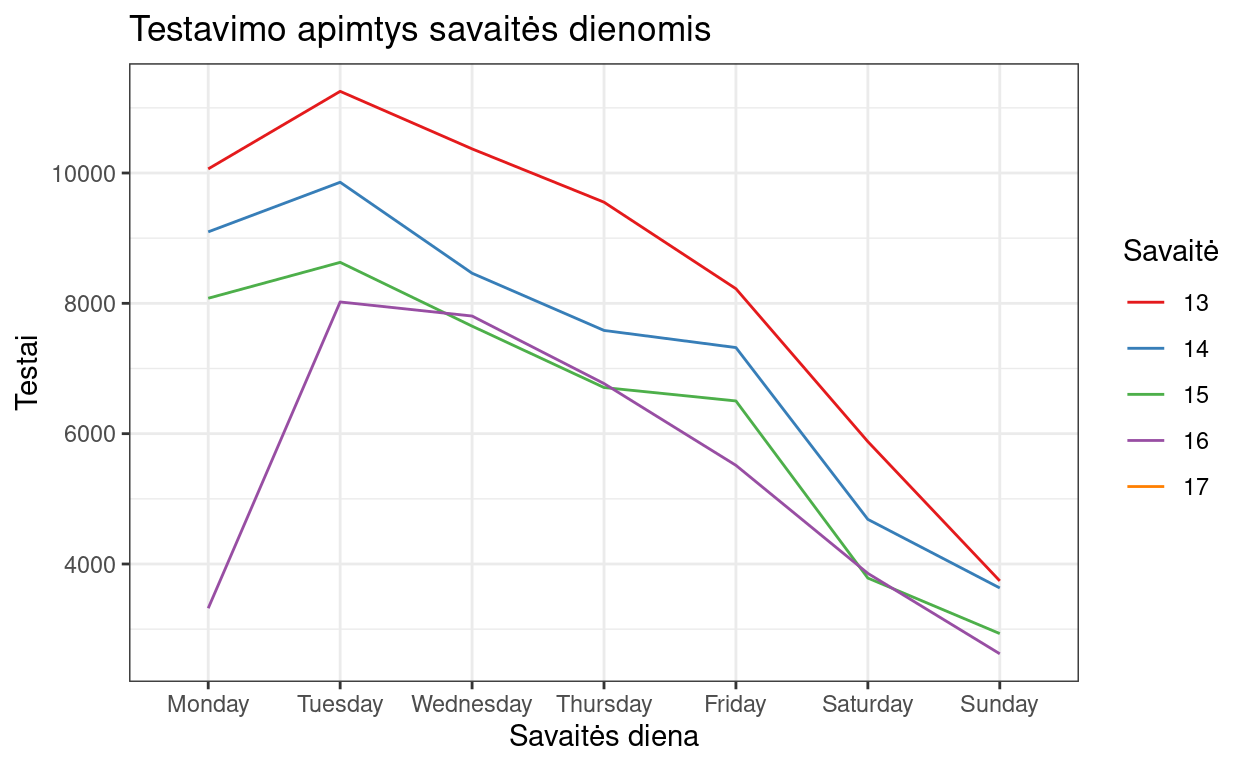 Testavimo apimtys savaitės dienomis
Testai
10000
8000
6000
4000
Monday Tuesday Wednesday Thursday Friday Saturday Sunday
Savaitės diena
Savaitė
13
14
15
16
17